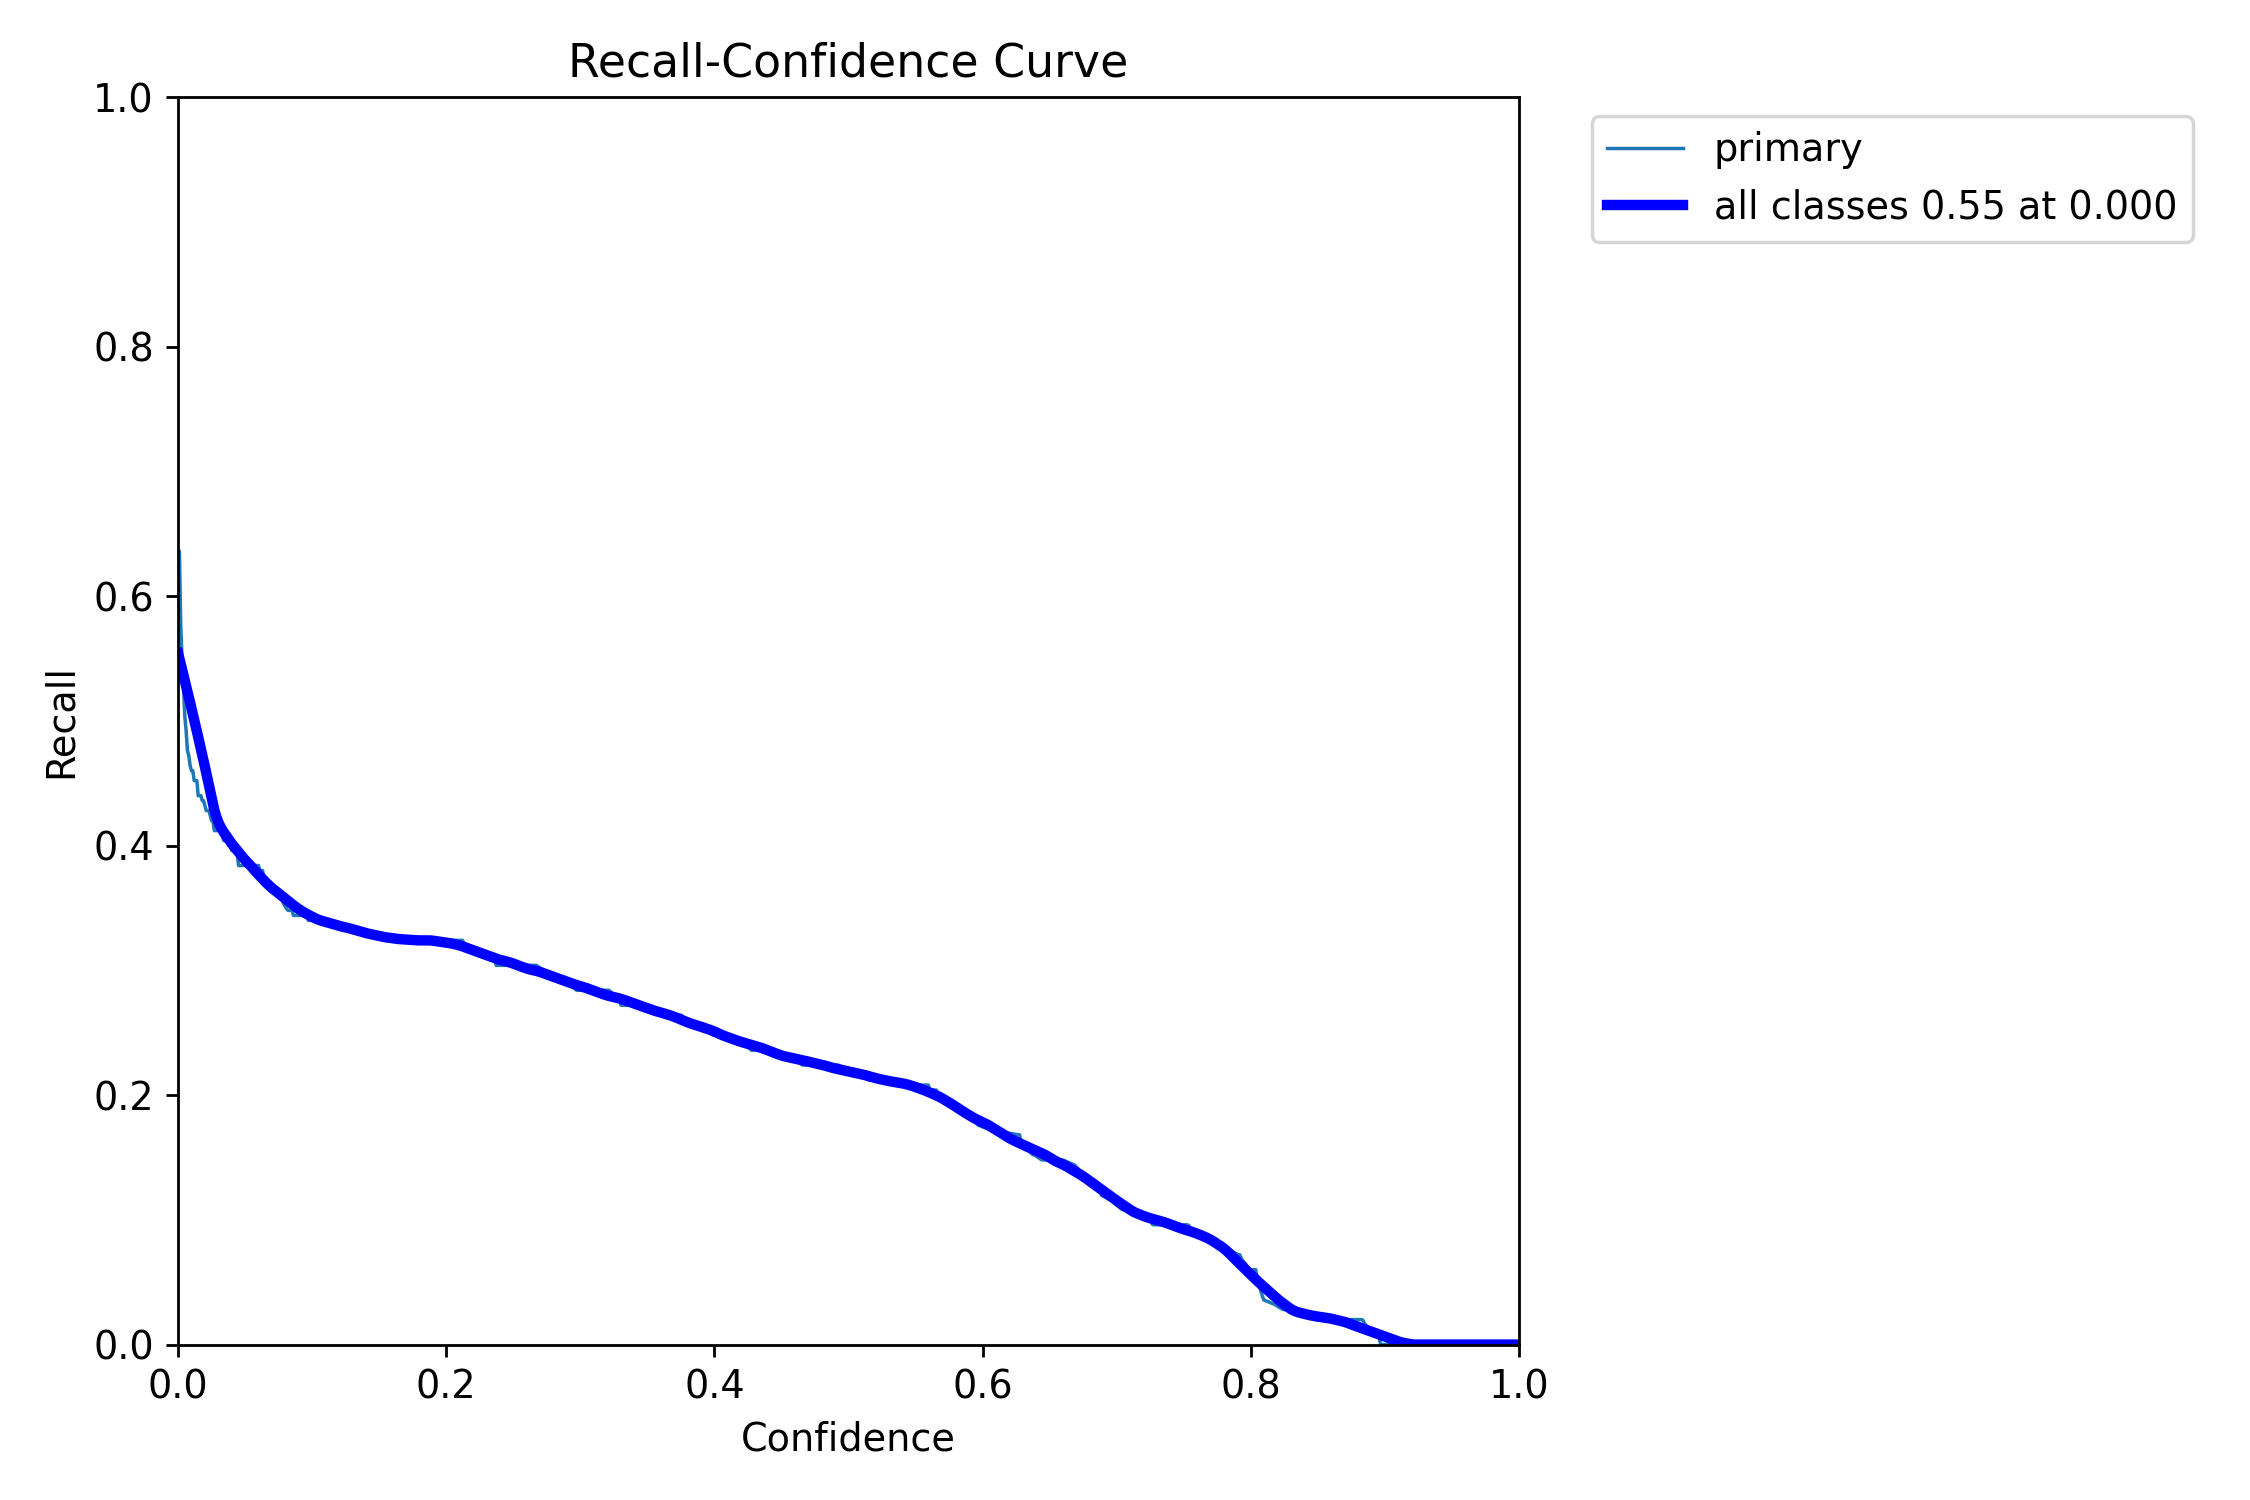 Recall-Confidence Curve
1.0
0.8
0.6
0.4
0.2
0.0
Recall
0.0 0.2 0.4 0.6 0.8 1.0
Confidence
primary
all classes 0.55 at 0.000